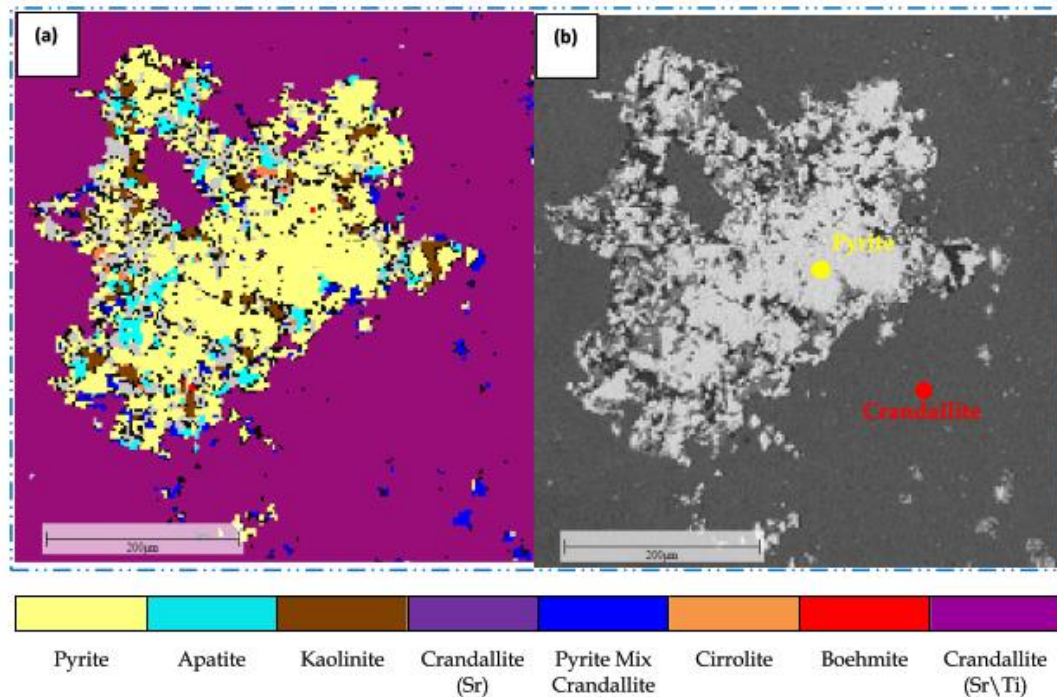 (a)
(b)
Pyrite
Crandallite
200µm
200µm
Pyrite
Apatite
Kaolinite
Crandallite
(Sr)
Pyrite Mix
Crandallite
Cirrolite
Boehmite
Crandallite
(Sr\Ti)